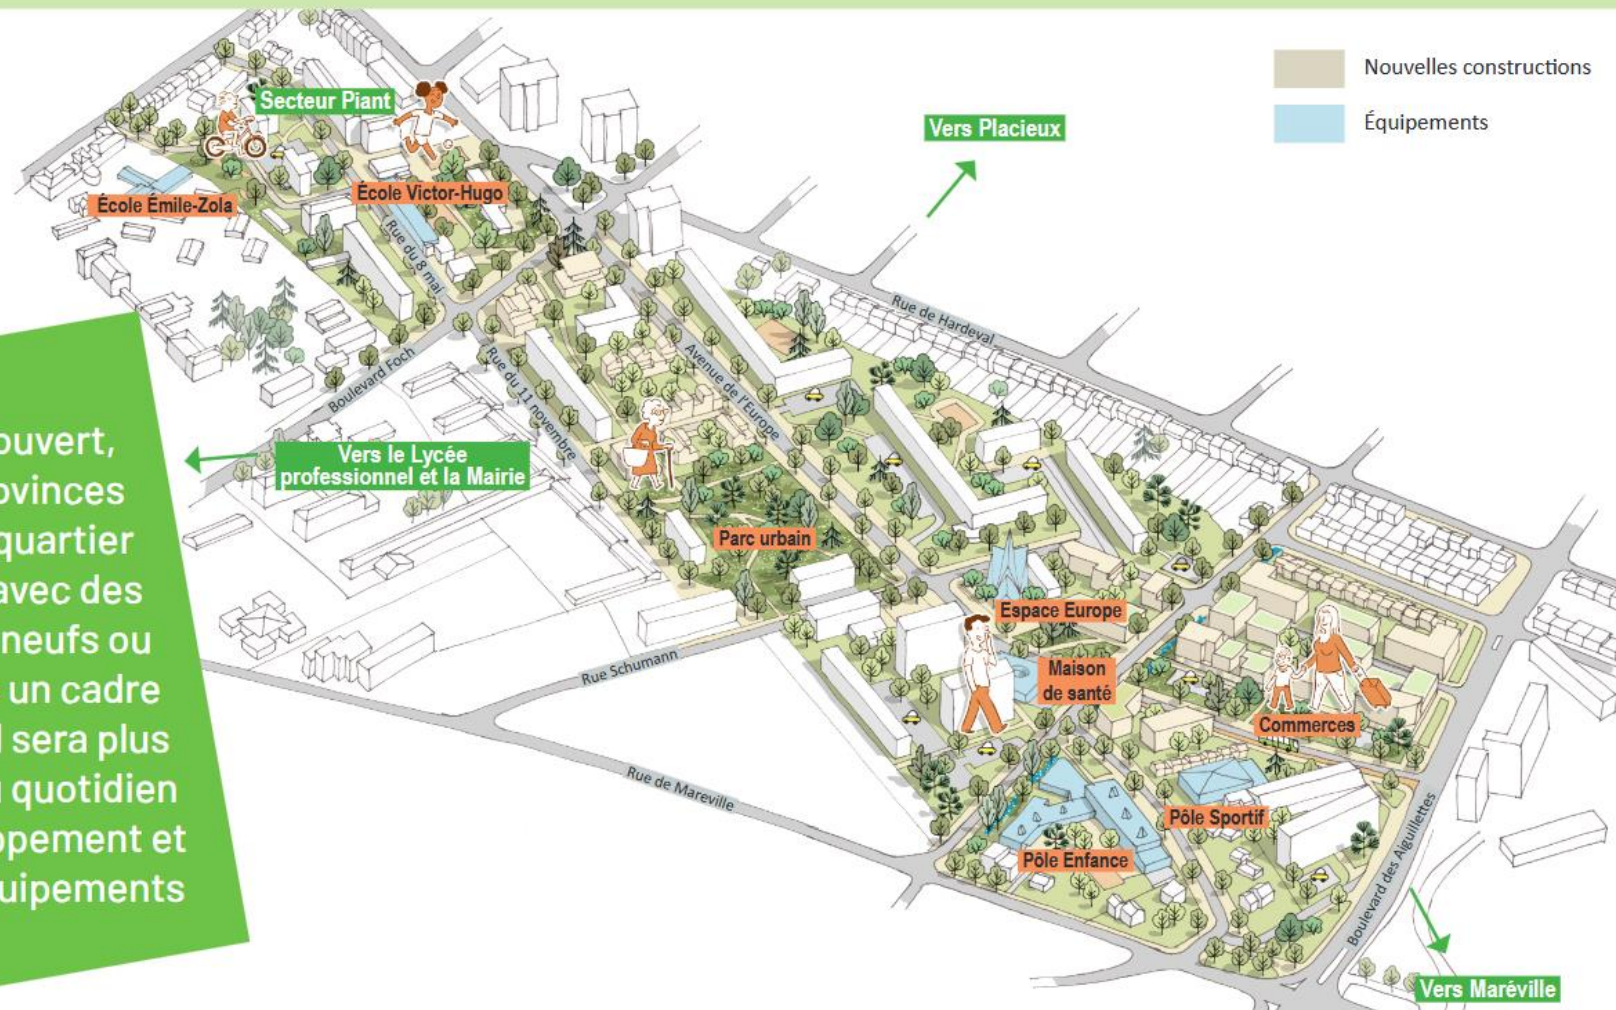 Nouvelles constructions
Équipements
Secteur Piant
Vers Placieux
École Émile-Zola
École Victor-Hugo
Rue du 8 mai
Rue de Hardeval
Boulevard Foch
Rue du 11 novembre
Avenue de l'Europe
Vers le Lycée
professionnel et la Mairie
Parc urbain
Espace Europe
Maison
de santé
Rue Schumann
Commerces
Rue de Mareville
Pôle Sportif
Pôle Enfance
Boulevard des Aiguillettes
Vers Maréville
ouvert,
ovinces
quartier
avec des
neufs ou
un cadre
sera plus
quotidien
ppement et
uipements